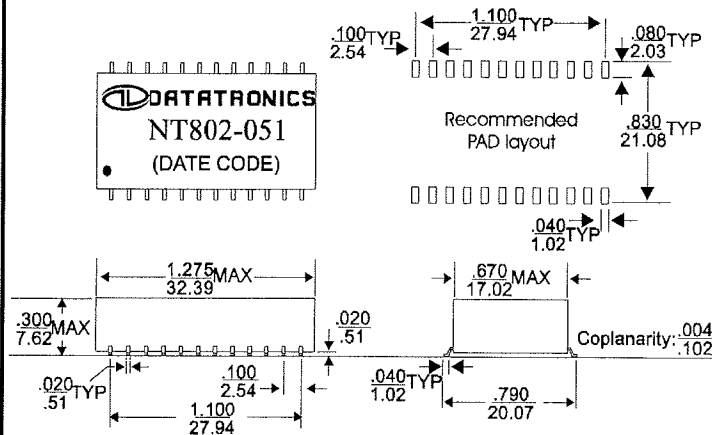 DATATRONICS
NT802-051
(DATE CODE)
.100 TYP
2.54
1.100 TYP
27.94
.080 TYP
2.03
Recommended
PAD layout
.830 TYP
21.08
.040 TYP
1.02
1.275 MAX
32.39
.300 MAX
7.62
.020
.51
.020 TYP
.51
.100
2.54
1.100
27.94
.670 MAX
17.02
Coplanarity: .004
.102
.040 TYP
1.02
.790
20.07